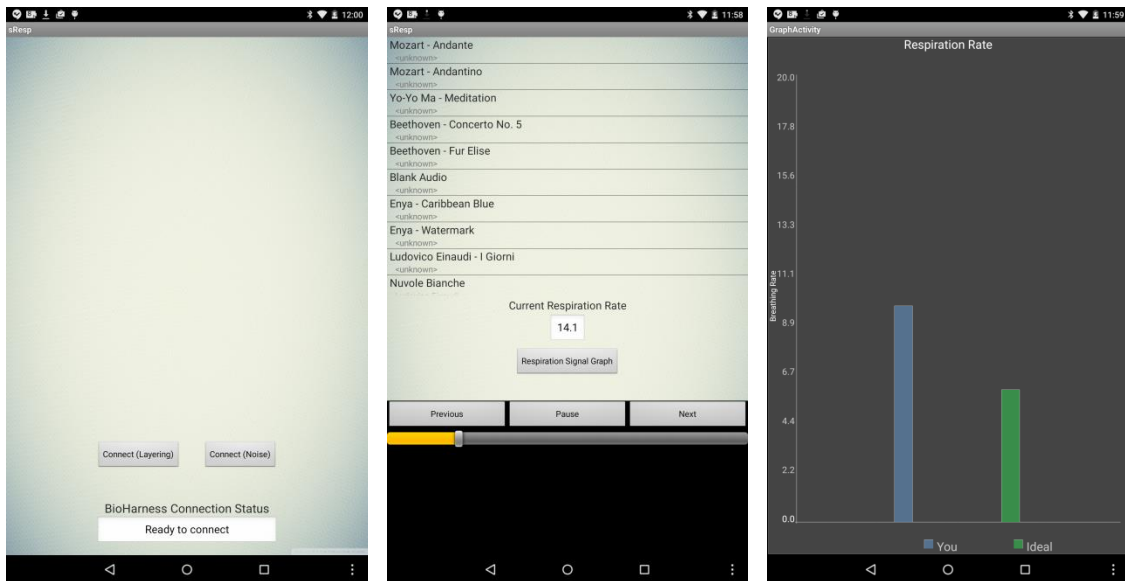 12:00
sResp
Connect (Layering) Connect (Noise)
BioHarness Connection Status
Ready to connect
11:58
sResp
Mozart - Andante
<unknown>
Mozart - Andantino
<unknown>
Yo-Yo Ma - Meditation
<unknown>
Beethoven - Concerto No. 5
<unknown>
Beethoven - Fur Elise
<unknown>
Blank Audio
<unknown>
Enya - Caribbean Blue
<unknown>
Enya - Watermark
<unknown>
Ludovico Einaudi - I Giorni
<unknown>
Nuvole Bianche
Current Respiration Rate
14.1
Respiration Signal Graph
Previous Pause Next
11:59
GraphActivity
Respiration Rate
20.0
17.8
15.6
13.3
11.1
8.9
6.7
4.4
2.2
0.0
Breathing Rate
You Ideal